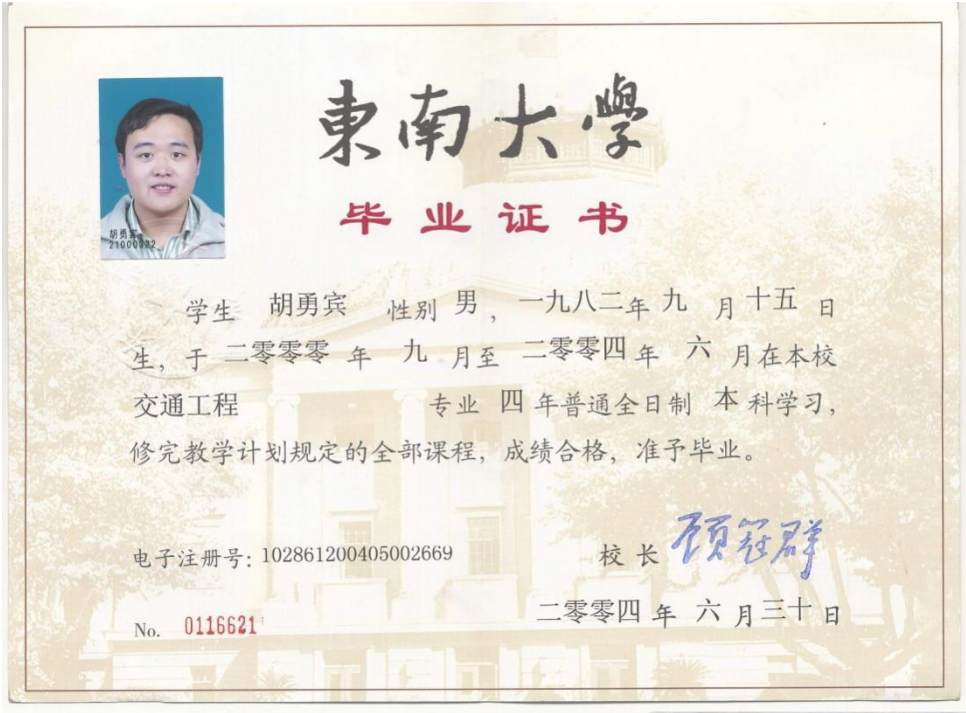 東南大學
毕业证书
胡勇宾
21000222
学生 胡勇宾 性别 男，一九八二年九月十五日
生，于二零零零年九月至二零零四年六月在本校
交通工程 专业四年普通全日制本科学习，
修完教学计划规定的全部课程，成绩合格，准予毕业。
电子注册号：102861200405002669
校长 顾冠群
No. 0116621
二零零四年六月三十日